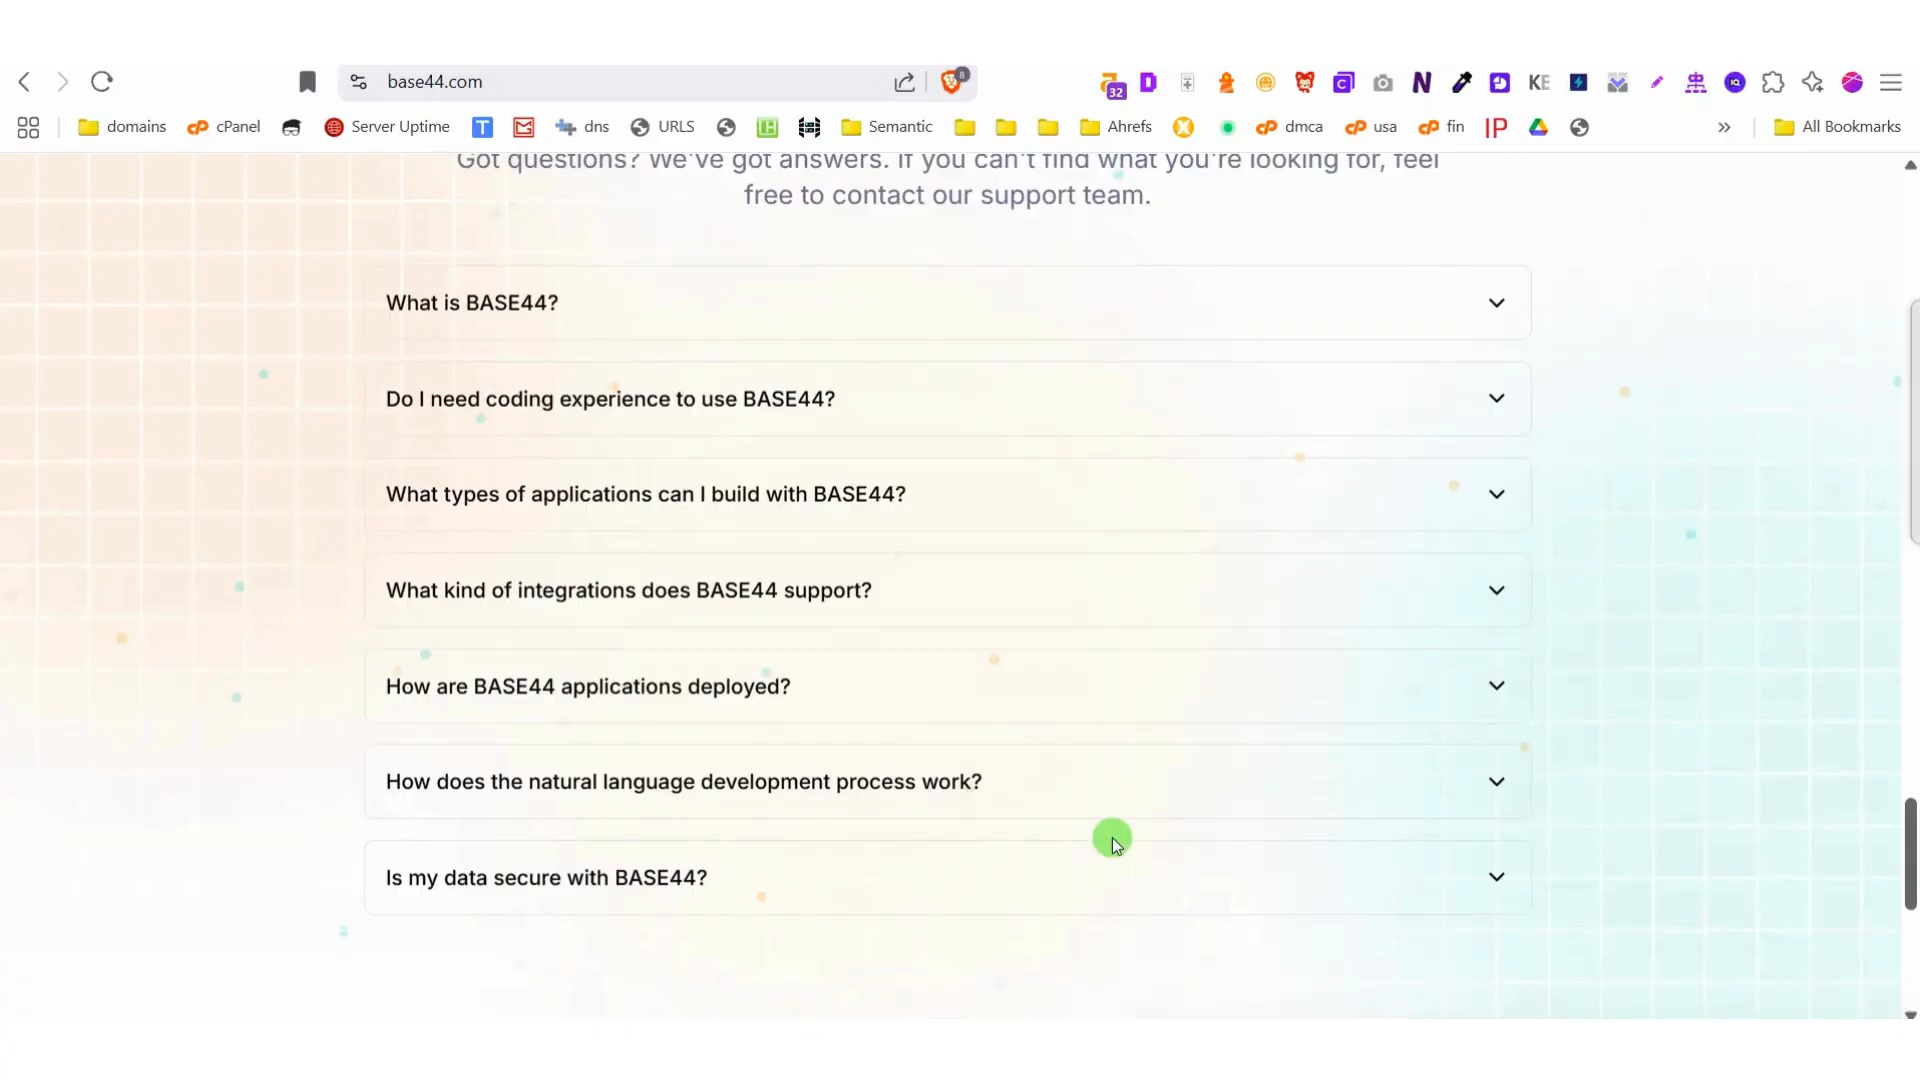 base44.com
8
32
KE
domains
cPanel
Server Uptime
dns
URLS
Semantic
Ahrefs
dmca
usa
fin
All Bookmarks
Got questions? We've got answers. If you can't find what you're looking for, feel
free to contact our support team.
What is BASE44?
Do I need coding experience to use BASE44?
What types of applications can I build with BASE44?
What kind of integrations does BASE44 support?
How are BASE44 applications deployed?
How does the natural language development process work?
Is my data secure with BASE44?